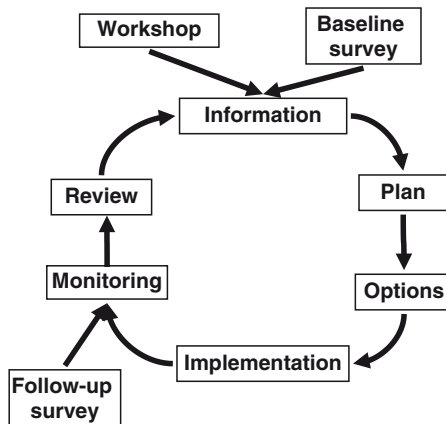 Workshop
Baseline
survey
Information
Plan
Options
Implementation
Monitoring
Review
Follow-up
survey